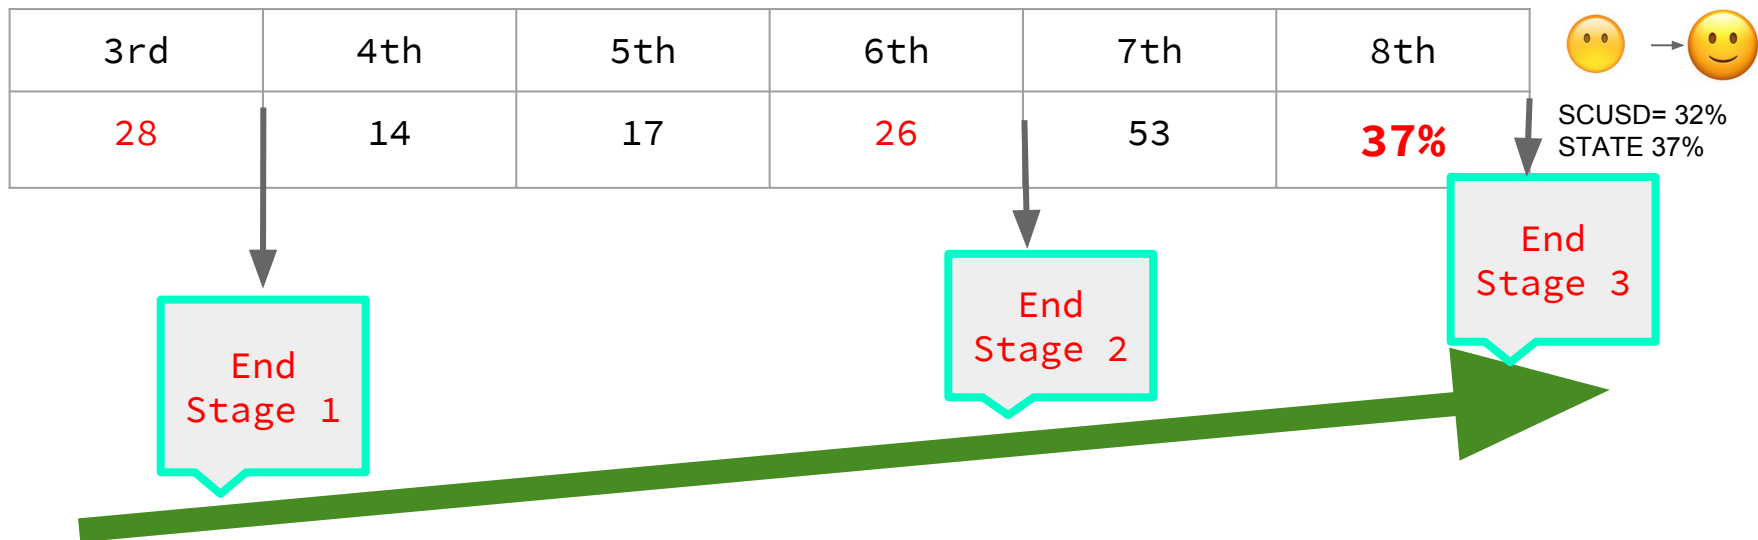 3rd 4th 5th 6th 7th 8th
28 14 17 26 53 37%
SCUSD= 32%
STATE 37%
End
Stage 1
End
Stage 2
End
Stage 3